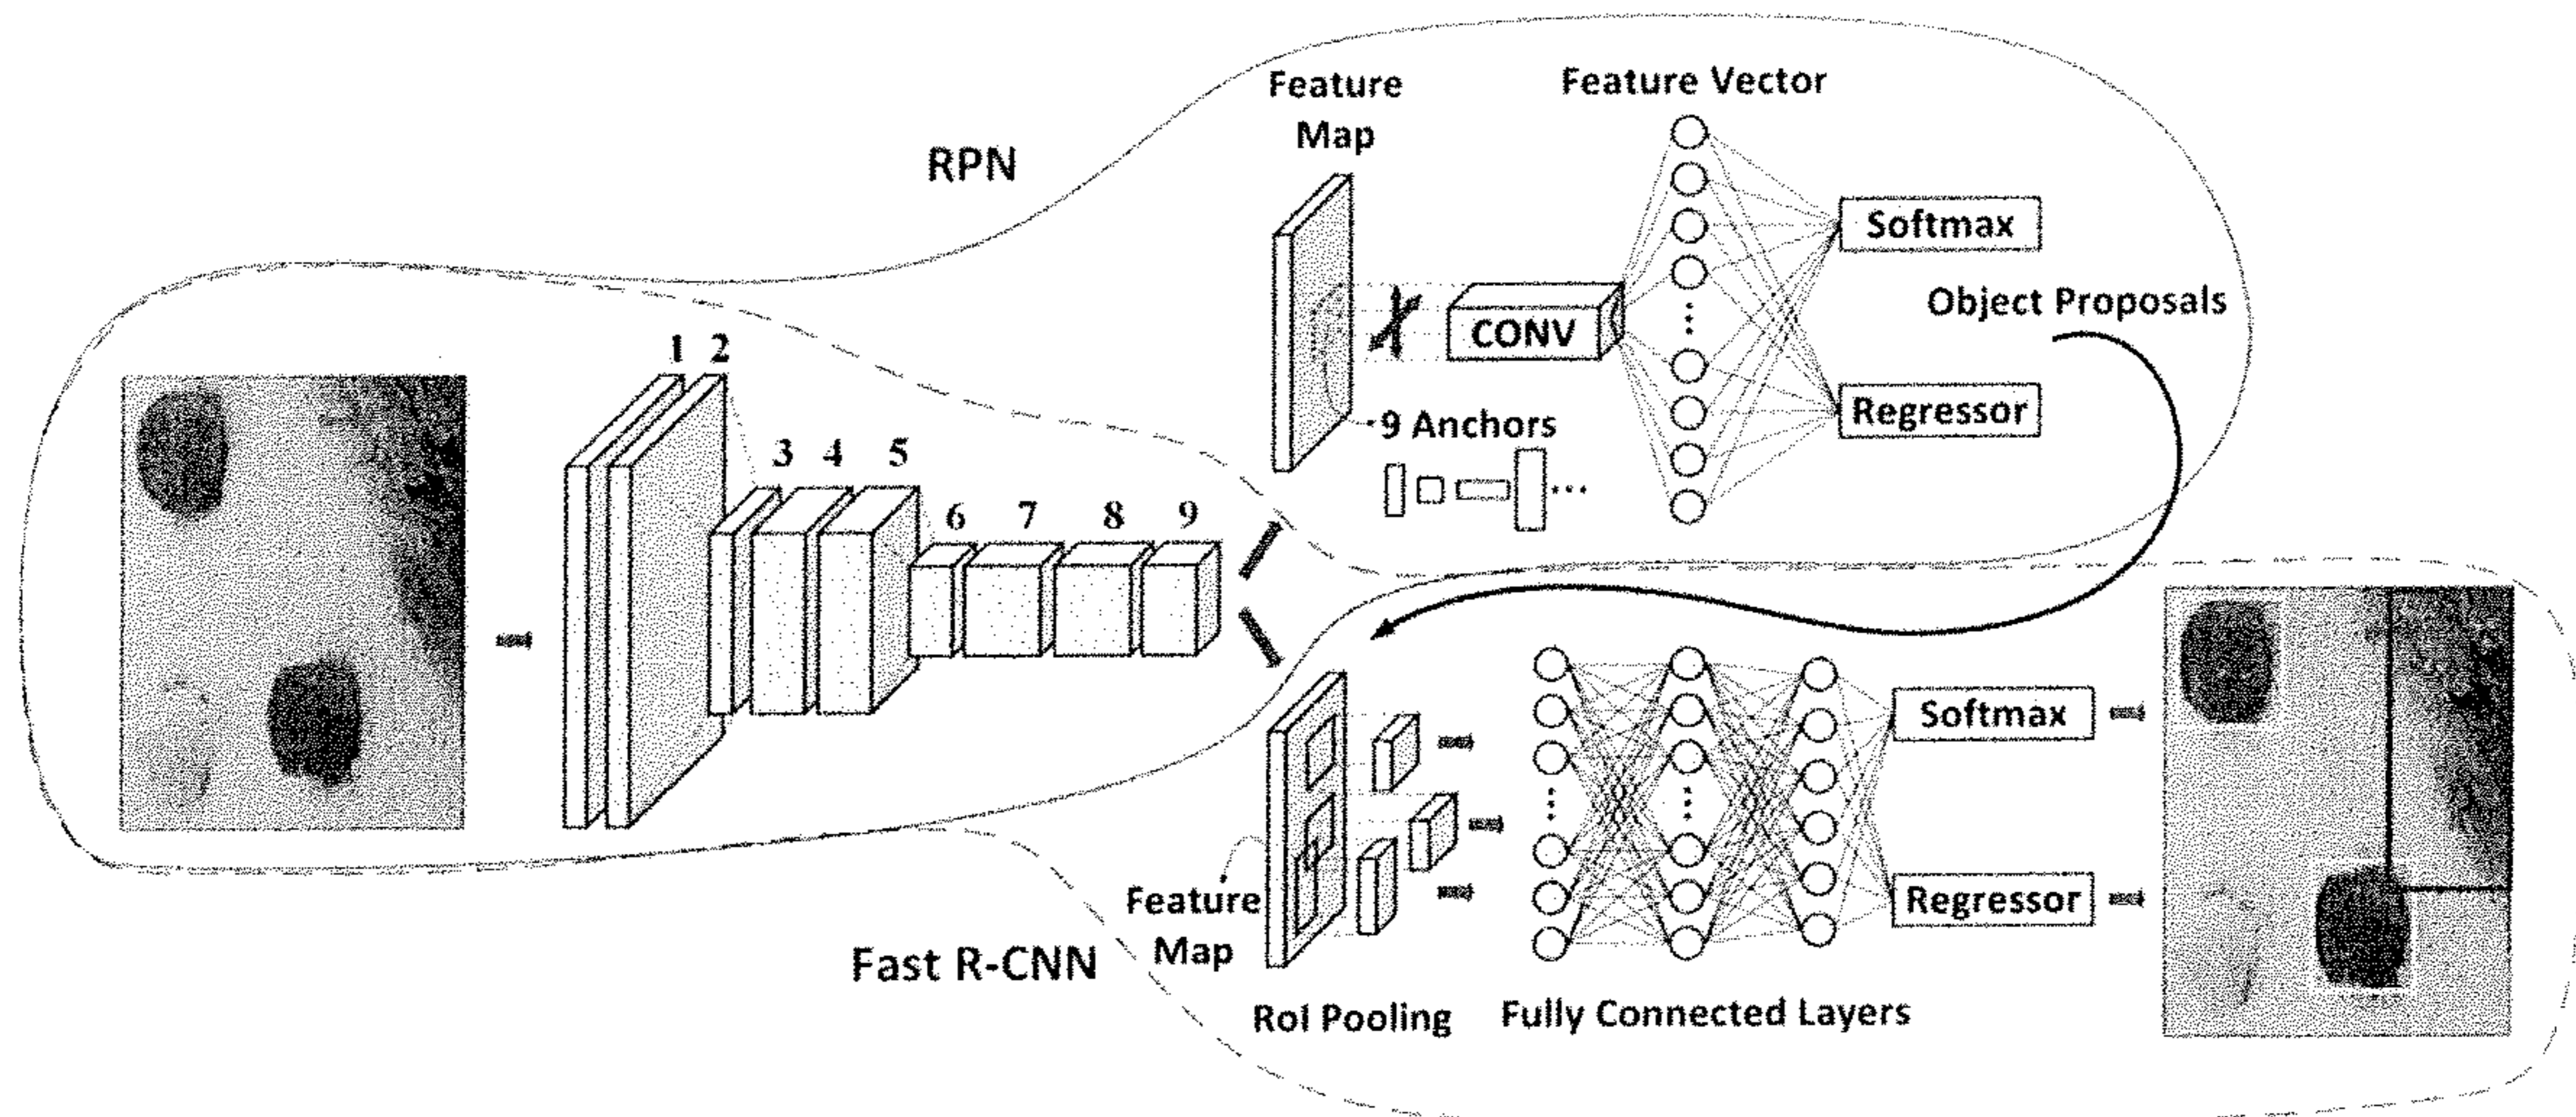 RPN
Feature
Map
Feature Vector
Softmax
CONV
Object Proposals
Regressor
9 Anchors
...
1 2
3 4 5
6 7 8 9
Softmax
Regressor
Feature
Map
Fast R-CNN
RoI Pooling
Fully Connected Layers